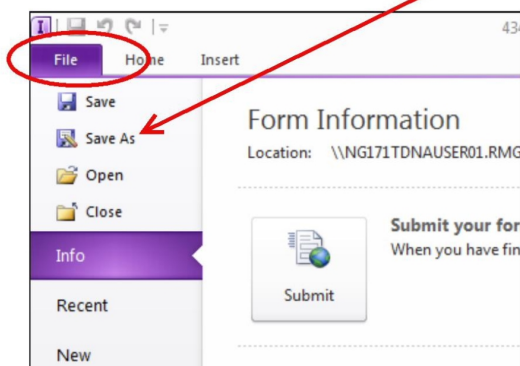 434
File Home Insert
Save
Save As
Open
Close
Info
Recent
New
Form Information
Location: \\NG171TDNAUSER01.RMG
Submit your for
When you have fin
Submit